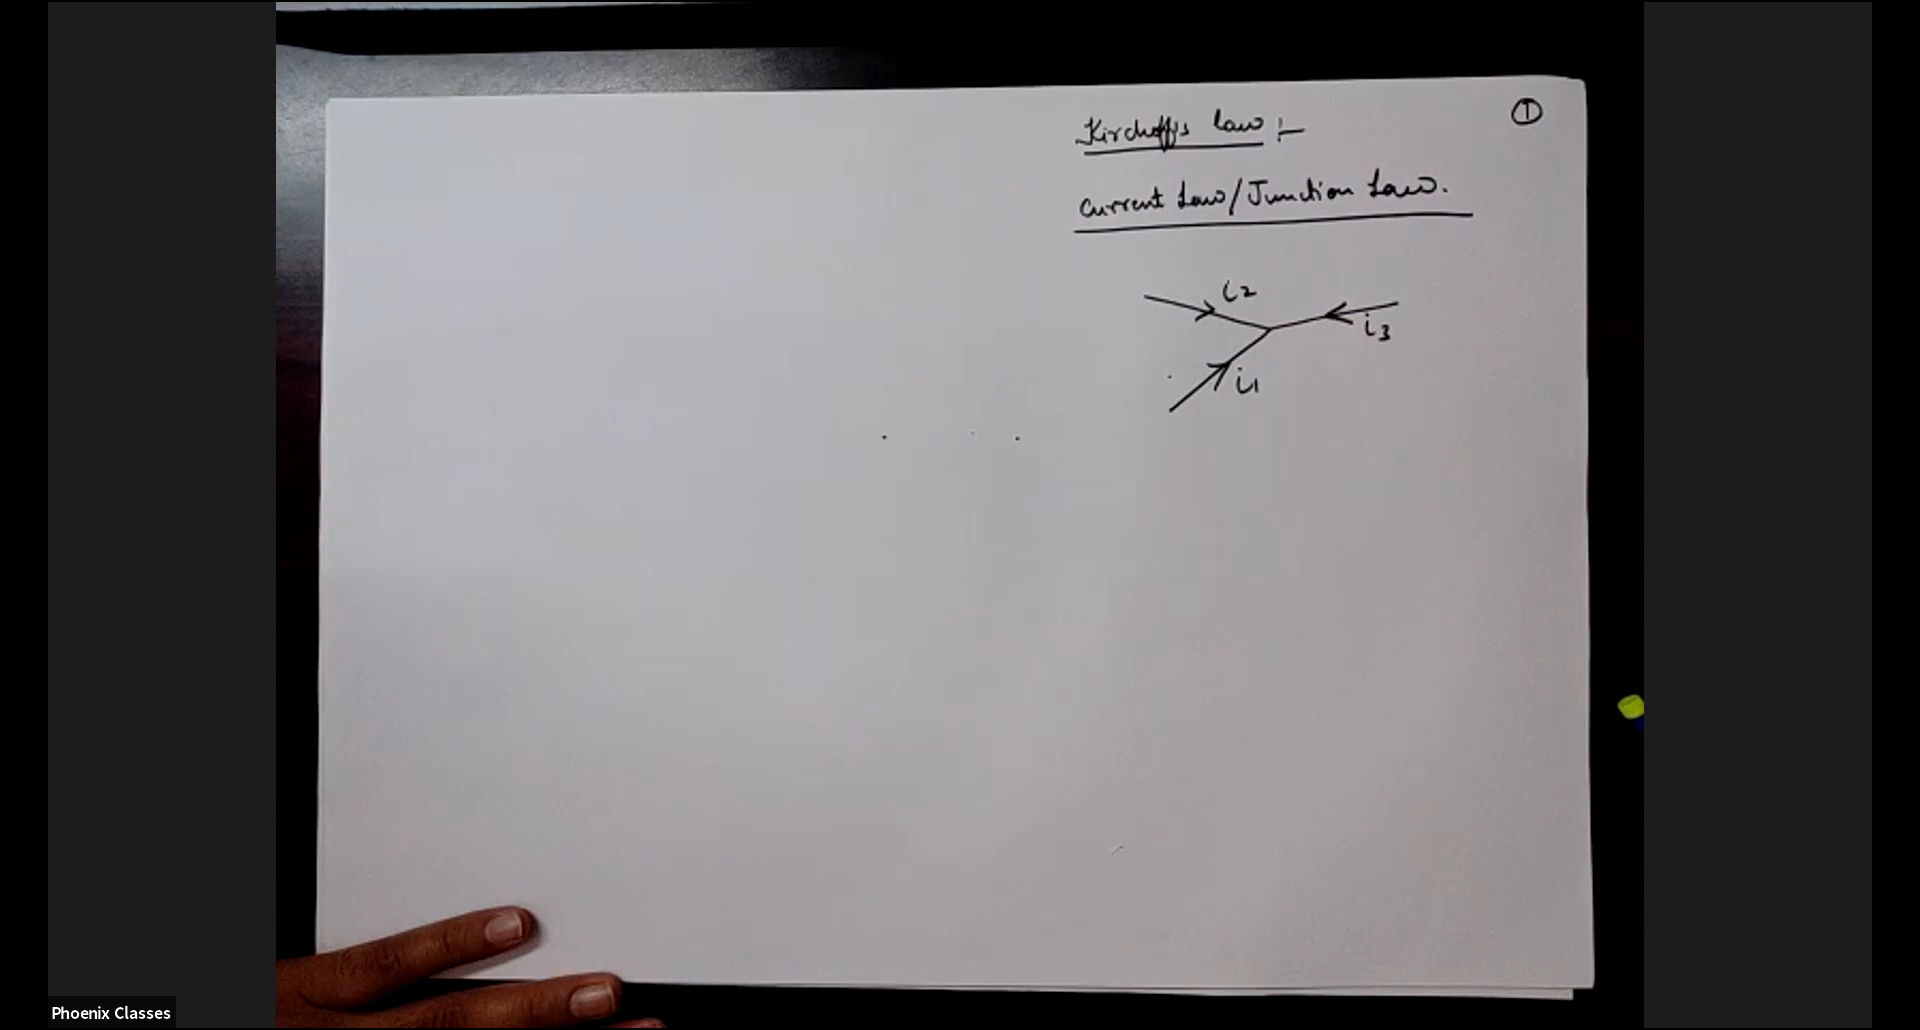 ①
Kirchoff's Law :-
Current Law/Junction Law.
i2
i3
i1
Phoenix Classes